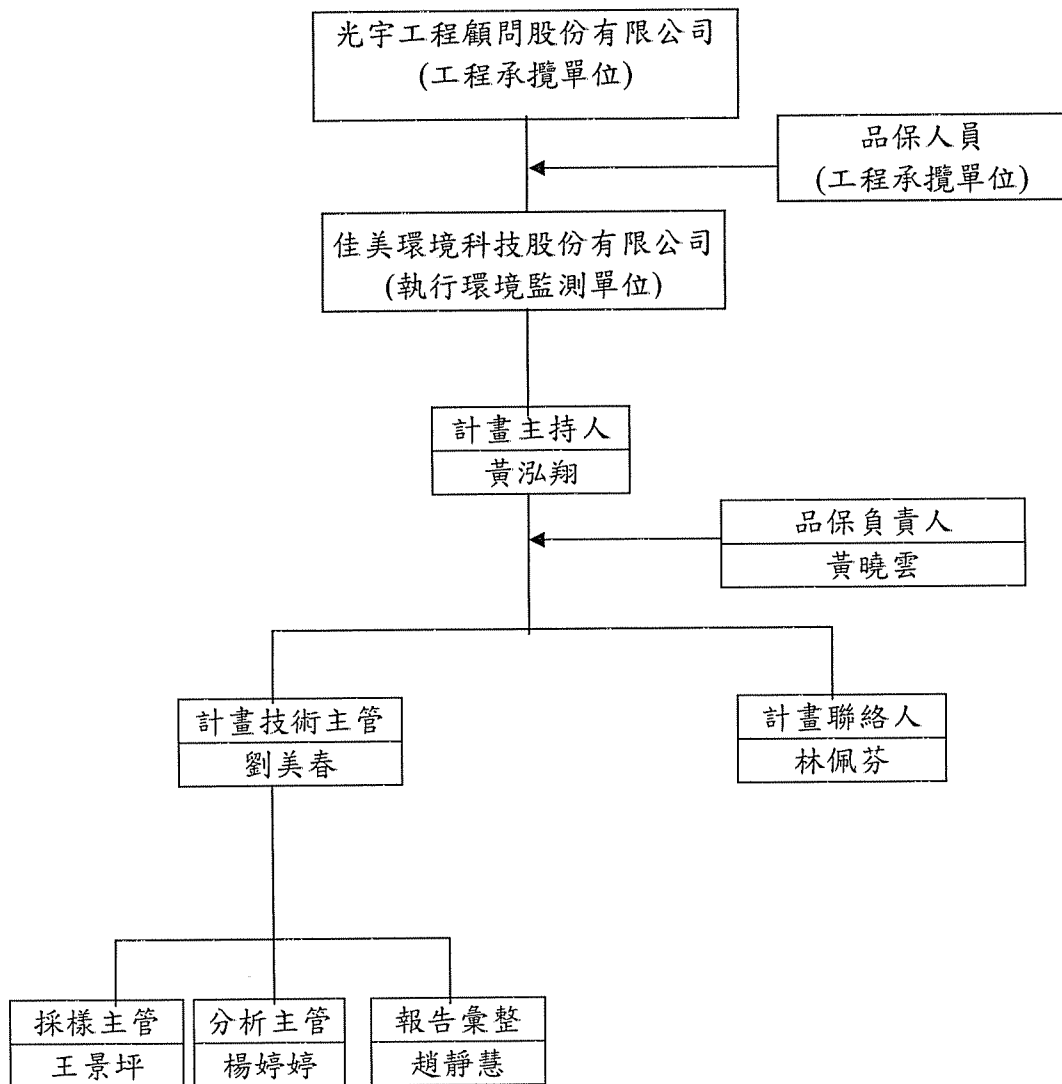 光宇工程顧問股份有限公司
(工程承攬單位)
品保人員
(工程承攬單位)
佳美環境科技股份有限公司
(執行環境監測單位)
計畫主持人
黃泓翔
品保負責人
黃曉雲
計畫技術主管
劉美春
計畫聯絡人
林佩芬
採樣主管
王景坪
分析主管
楊婷婷
報告彙整
趙靜慧